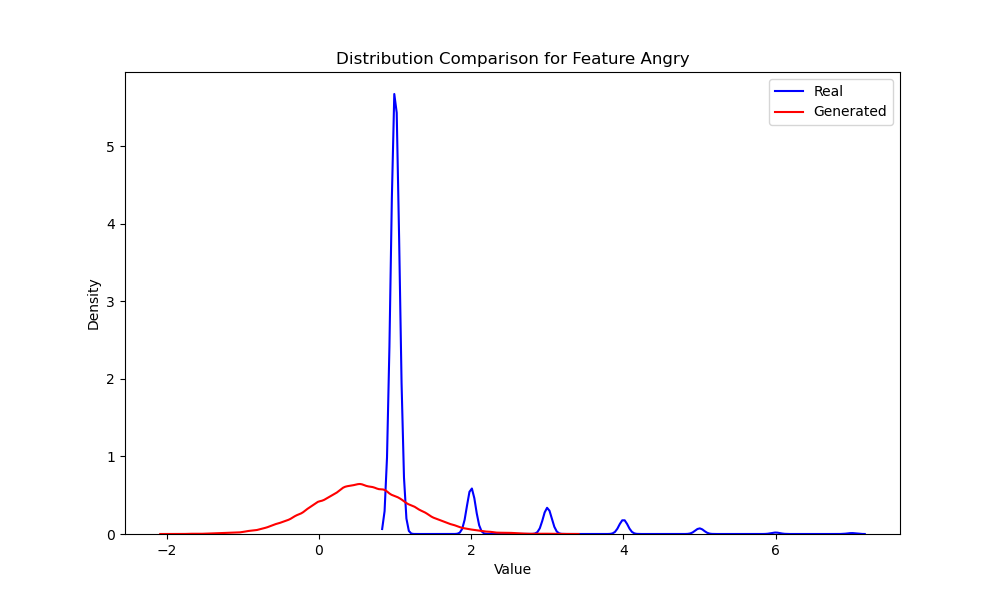 Distribution Comparison for Feature Angry
Real
Generated
Density
5
4
3
2
1
0
−2
0
2
4
6
Value